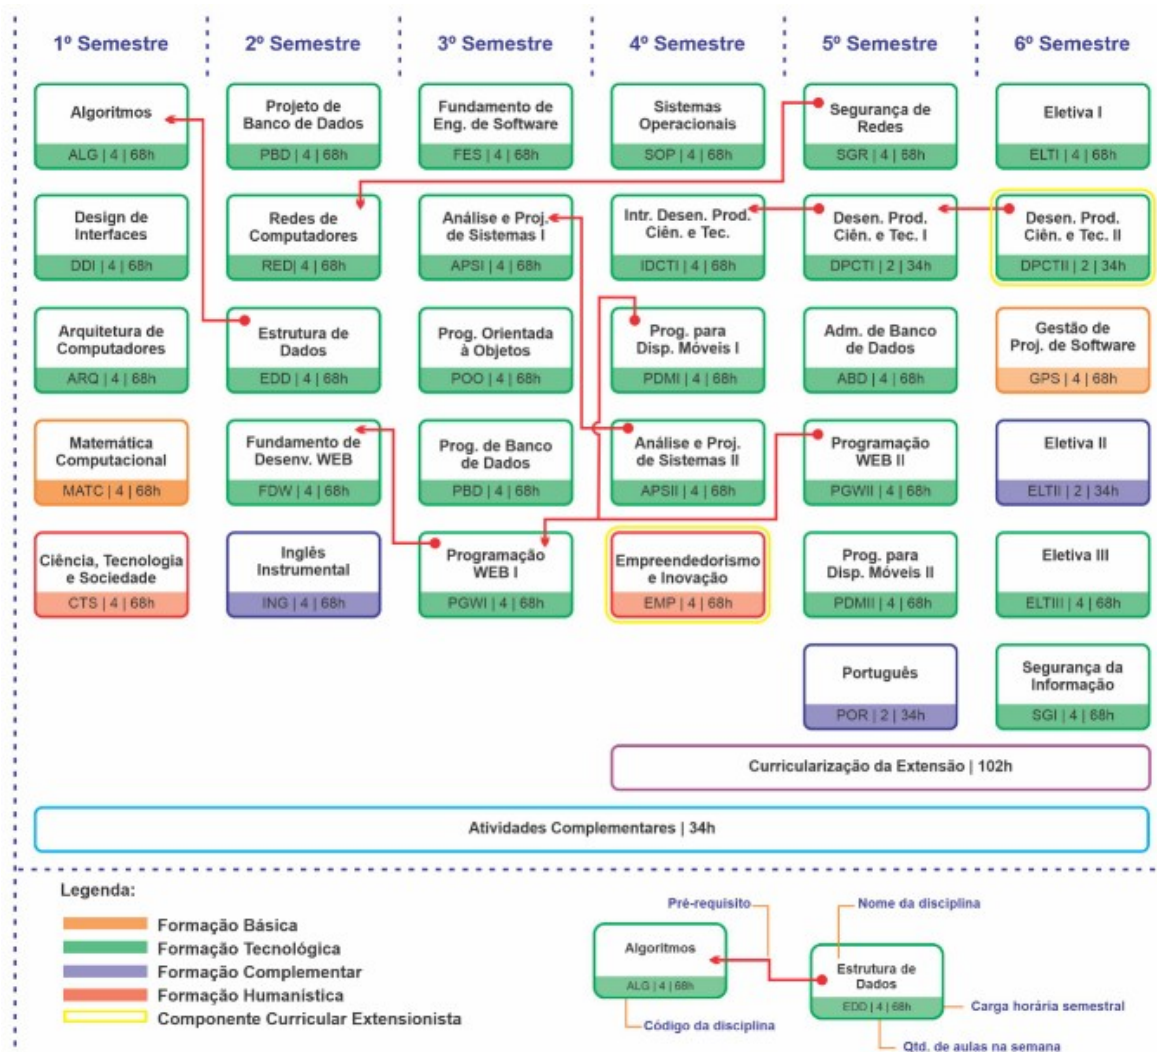 1º Semestre
2º Semestre
3º Semestre
4º Semestre
5º Semestre
6º Semestre
Algoritmos
ALG | 4 | 68h
Projeto de
Banco de Dados
PBD | 4 | 68h
Fundamento de
Eng. de Software
FES | 4 | 68h
Sistemas
Operacionais
SOP | 4 | 68h
Segurança de
Redes
SGR | 4 | 68h
Eletiva I
ELTI | 4 | 68h
Design de
Interfaces
DDI | 4 | 68h
Redes de
Computadores
RED| 4 | 68h
Análise e Proj.
de Sistemas I
APSI | 4 | 68h
Intr. Desen. Prod.
Ciên. e Tec.
IDCTI | 4 | 68h
Desen. Prod.
Ciên. e Tec. I
DPCTI | 2 | 34h
Desen. Prod.
Ciên. e Tec. II
DPCTII | 2 | 34h
Arquitetura de
Computadores
ARQ | 4 | 68h
Estrutura de
Dados
EDD | 4 | 68h
Prog. Orientada
à Objetos
POO | 4 | 68h
Prog. para
Disp. Móveis I
PDMI | 4 | 68h
Adm. de Banco
de Dados
ABD | 4 | 68h
Gestão de
Proj. de Software
GPS | 4 | 68h
Matemática
Computacional
MATC | 4 | 68h
Fundamento de
Desenv. WEB
FDW | 4 | 68h
Prog. de Banco
de Dados
PBD | 4 | 68h
Análise e Proj.
de Sistemas II
APSII | 4 | 68h
Programação
WEB II
PGWII | 4 | 68h
Eletiva II
ELTII | 2 | 34h
Ciência, Tecnologia
e Sociedade
CTS | 4 | 68h
Inglês
Instrumental
ING | 4 | 68h
Programação
WEB I
PGWI | 4 | 68h
Empreendedorismo
e Inovação
EMP | 4 | 68h
Prog. para
Disp. Móveis II
PDMII | 4 | 68h
Eletiva III
ELTIII | 4 | 68h
Português
POR | 2 | 34h
Segurança da
Informação
SGI | 4 | 68h
Curricularização da Extensão | 102h
Atividades Complementares | 34h
Legenda:
Formação Básica
Formação Tecnológica
Formação Complementar
Formação Humanística
Componente Curricular Extensionista
Pré-requisito
Nome da disciplina
Algoritmos
ALG | 4 | 68h
Estrutura de
Dados
EDD | 4 | 68h
Código da disciplina
Carga horária semestral
Qtd. de aulas na semana